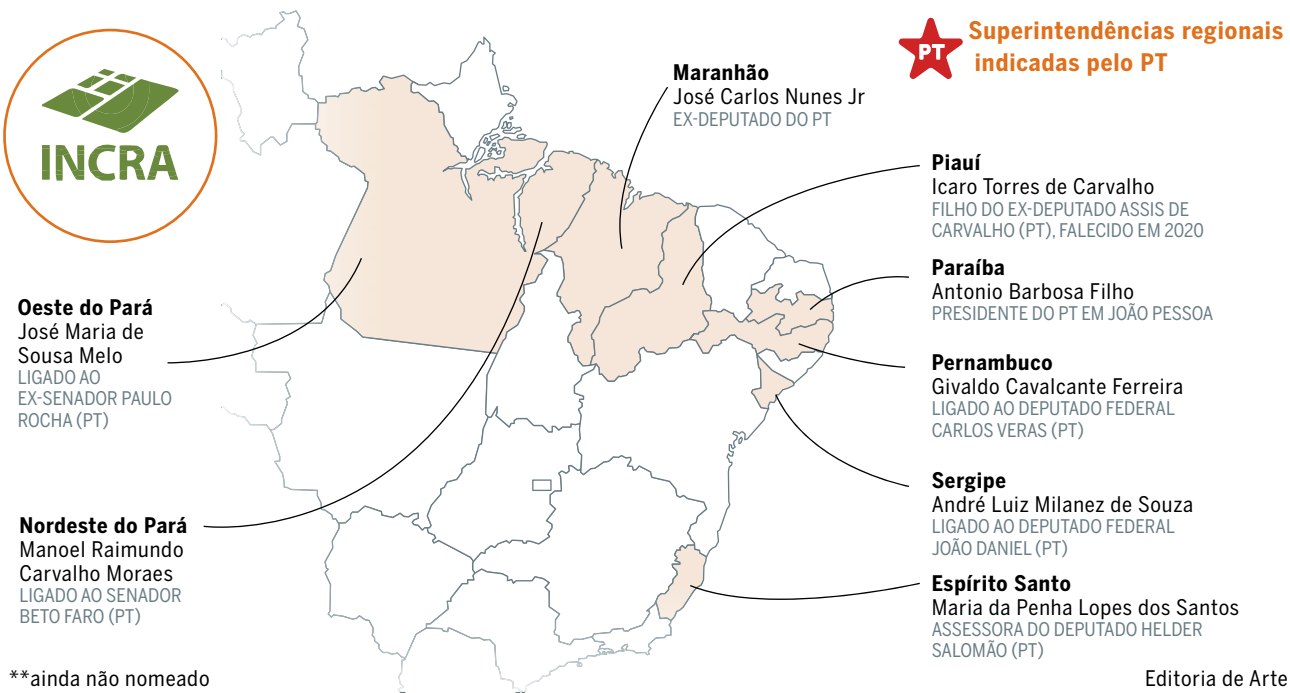 INCRA
PT
Superintendências regionais
indicadas pelo PT
Maranhão
José Carlos Nunes Jr
EX-DEPUTADO DO PT
Piauí
Icaro Torres de Carvalho
FILHO DO EX-DEPUTADO ASSIS DE
CARVALHO (PT), FALECIDO EM 2020
Paraíba
Antonio Barbosa Filho
PRESIDENTE DO PT EM JOÃO PESSOA
Pernambuco
Givaldo Cavalcante Ferreira
LIGADO AO DEPUTADO FEDERAL
CARLOS VERAS (PT)
Sergipe
André Luiz Milanez de Souza
LIGADO AO DEPUTADO FEDERAL
JOÃO DANIEL (PT)
Espírito Santo
Maria da Penha Lopes dos Santos
ASSESSORA DO DEPUTADO HELDER
SALOMÃO (PT)
Oeste do Pará
José Maria de
Sousa Melo
LIGADO AO
EX-SENADOR PAULO
ROCHA (PT)
Nordeste do Pará
Manoel Raimundo
Carvalho Moraes
LIGADO AO SENADOR
BETO FARO (PT)
**ainda não nomeado
Editoria de Arte